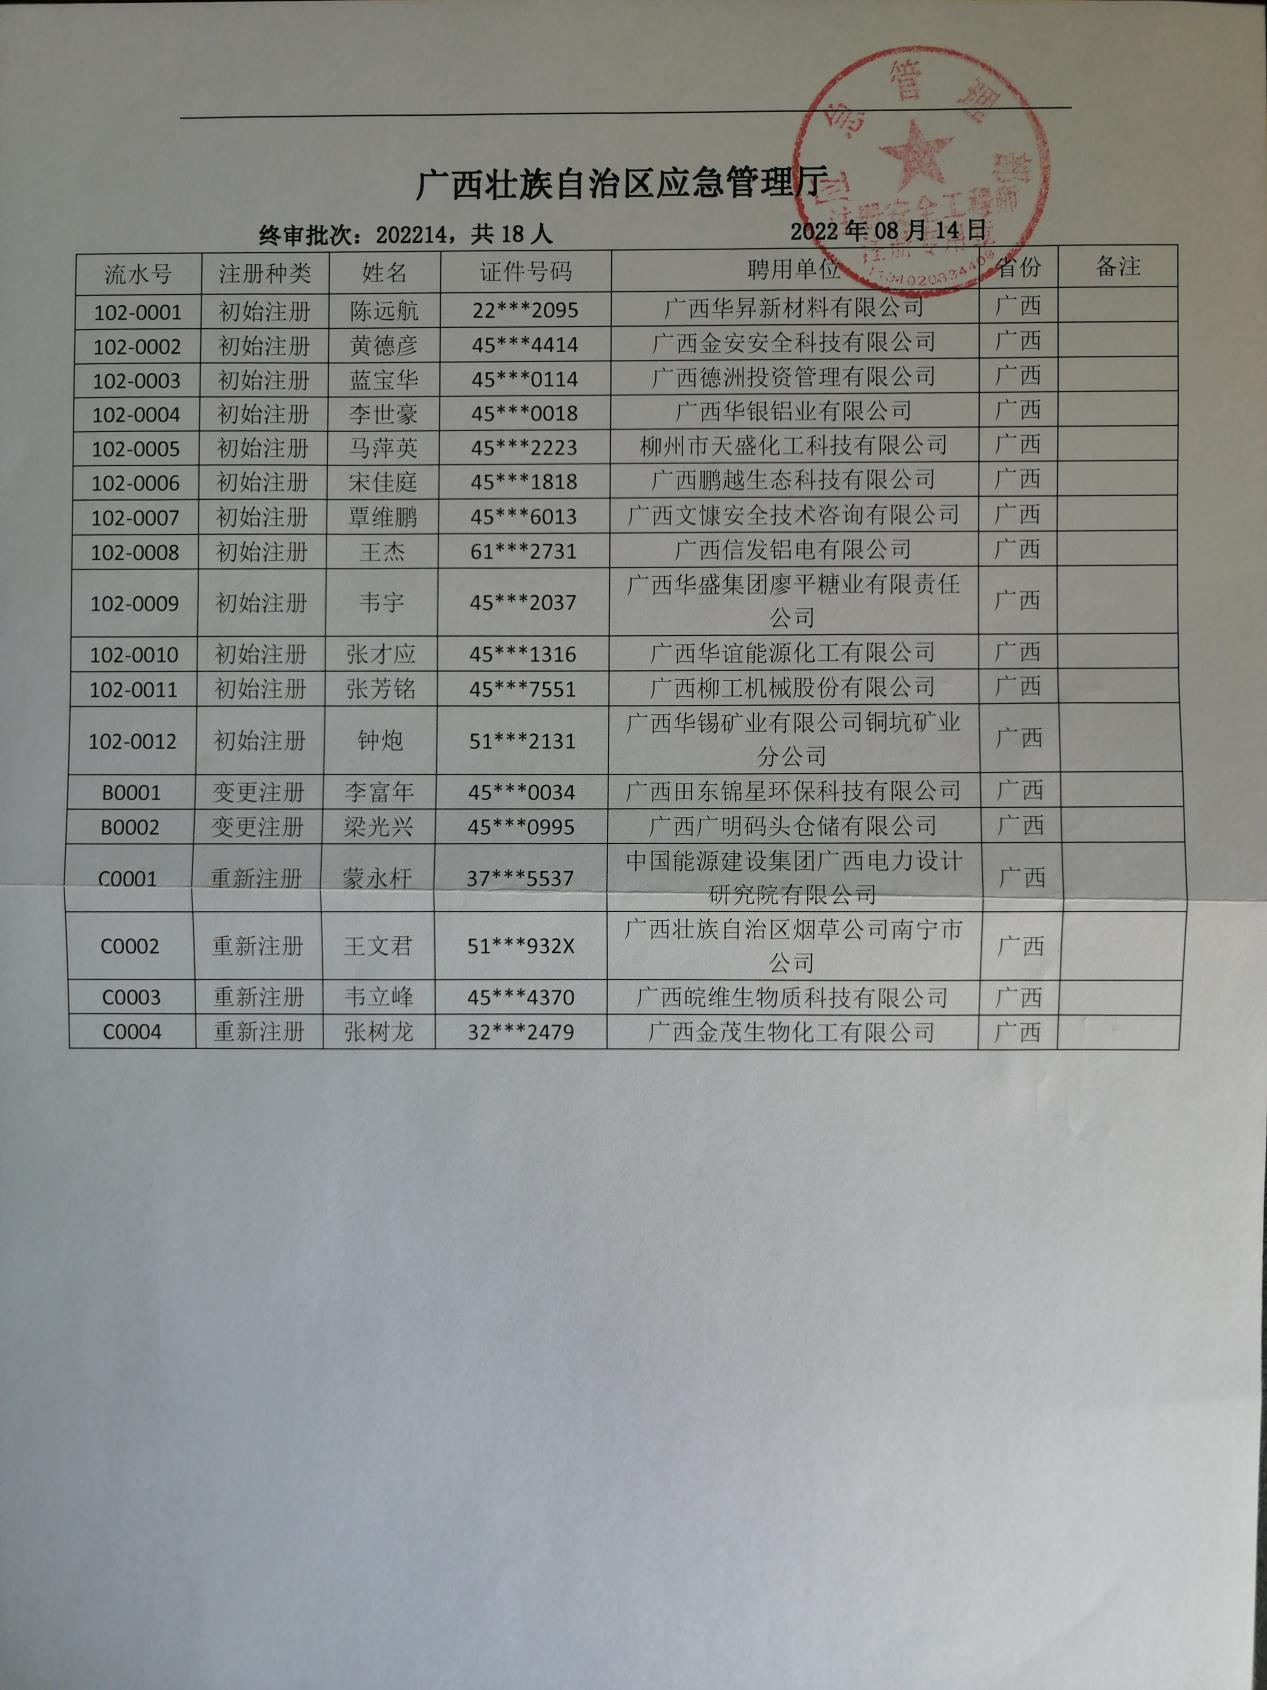 应急管理部
注册安全工程师
注册专用章
广西壮族自治区应急管理厅
终审批次：202214，共 18 人 2022 年 08 月 14 日
流水号 注册种类 姓名 证件号码 聘用单位 省份 备注
102-0001 初始注册 陈远航 22***2095 广西华昇新材料有限公司 广西
102-0002 初始注册 黄德彦 45***4414 广西金安安全科技有限公司 广西
102-0003 初始注册 蓝宝华 45***0114 广西德洲投资管理有限公司 广西
102-0004 初始注册 李世豪 45***0018 广西华银铝业有限公司 广西
102-0005 初始注册 马萍英 45***2223 柳州市天盛化工科技有限公司 广西
102-0006 初始注册 宋佳庭 45***1818 广西鹏越生态科技有限公司 广西
102-0007 初始注册 覃维鹏 45***6013 广西文慷安全技术咨询有限公司 广西
102-0008 初始注册 王杰 61***2731 广西信发铝电有限公司 广西
102-0009 初始注册 韦宇 45***2037 广西华盛集团廖平糖业有限责任 广西
公司
102-0010 初始注册 张才应 45***1316 广西华谊能源化工有限公司 广西
102-0011 初始注册 张芳铭 45***7551 广西柳工机械股份有限公司 广西
102-0012 初始注册 钟炮 51***2131 广西华锡矿业有限公司铜坑矿业 广西
分公司
B0001 变更注册 李富年 45***0034 广西田东锦星环保科技有限公司 广西
B0002 变更注册 梁光兴 45***0995 广西广明码头仓储有限公司 广西
C0001 重新注册 蒙永杆 37***5537 中国能源建设集团广西电力设计 广西
研究院有限公司
C0002 重新注册 王文君 51***932X 广西壮族自治区烟草公司南宁市 广西
公司
C0003 重新注册 韦立峰 45***4370 广西皖维生物质科技有限公司 广西
C0004 重新注册 张树龙 32***2479 广西金茂生物化工有限公司 广西